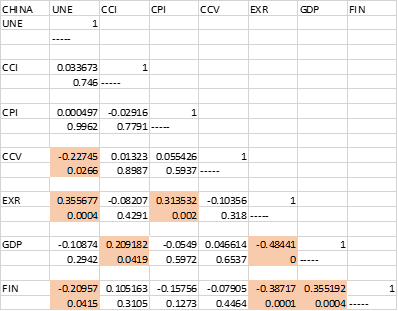 CHINA UNE CCI CPI CCV EXR GDP FIN
UNE 1
-----
CCI 0.033673 1
0.746 -----
CPI 0.000497 -0.02916 1
0.9962 0.7791 -----
CCV -0.22745 0.01323 0.055426 1
0.0266 0.8987 0.5937 -----
EXR 0.355677 -0.08207 0.313532 -0.10356 1
0.0004 0.4291 0.002 0.318 -----
GDP -0.10874 0.209182 -0.0549 0.046614 -0.48441 1
0.2942 0.0419 0.5972 0.6537 0 -----
FIN -0.20957 0.105163 -0.15756 -0.07905 -0.38717 0.355192 1
0.0415 0.3105 0.1273 0.4464 0.0001 0.0004 -----